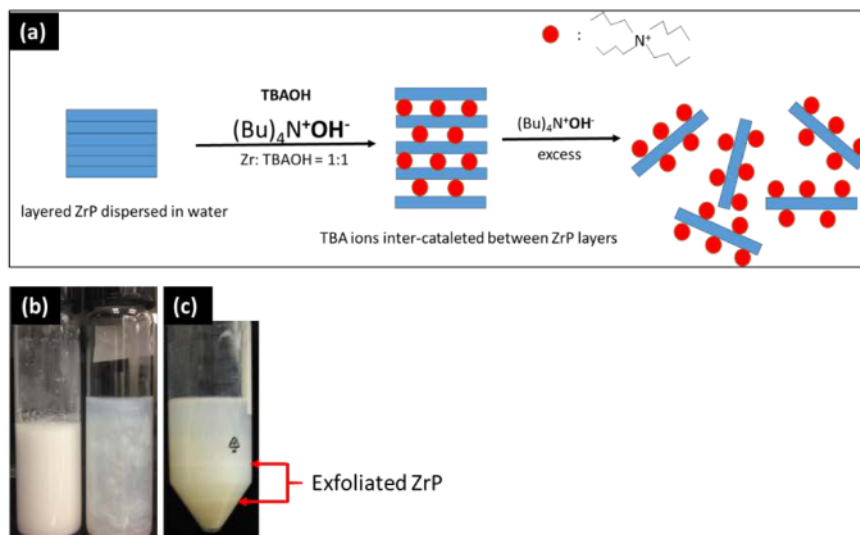 (a)
:
N⁺
TBAOH
(Bu)₄N⁺OH⁻
Zr: TBAOH = 1:1
(Bu)₄N⁺OH⁻
excess
layered ZrP dispersed in water
TBA ions inter-cataleted between ZrP layers
(b)
(c)
Exfoliated ZrP